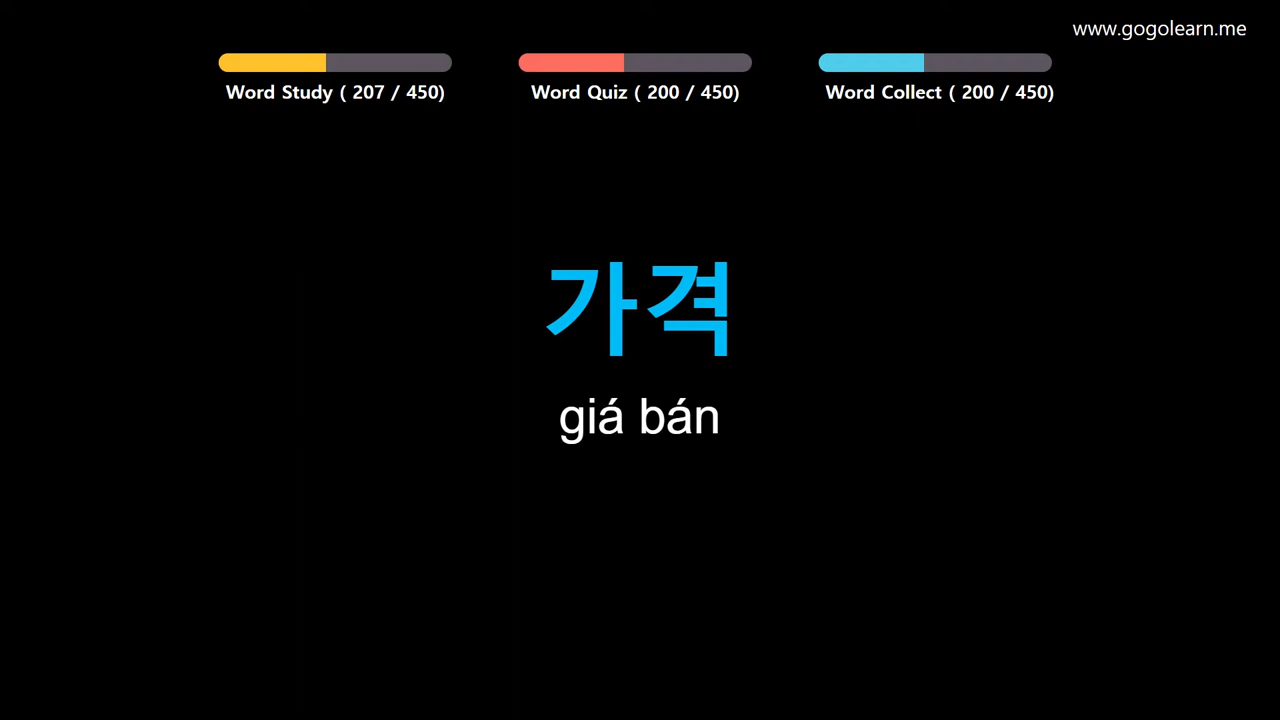 www.gogolearn.me
Word Study ( 207 / 450)
Word Quiz ( 200 / 450)
Word Collect ( 200 / 450)
가격
giá bán